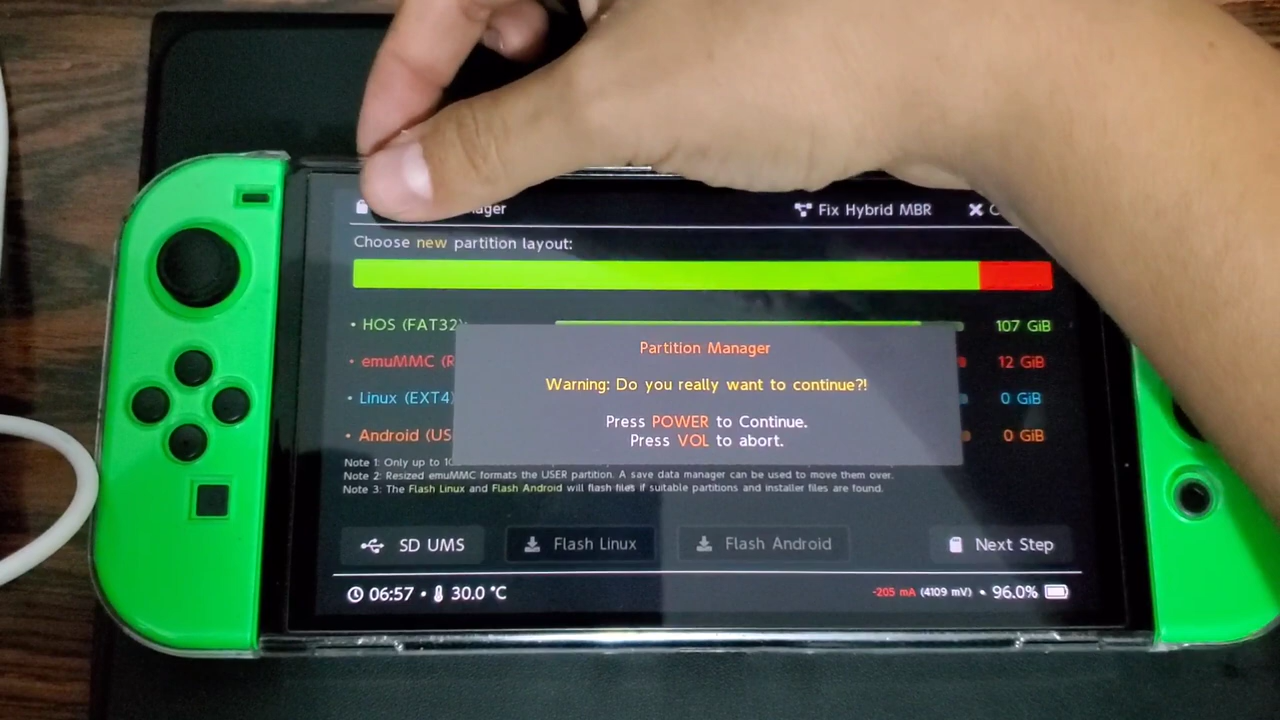 ager Fix Hybrid MBR C
Choose new partition layout:
• HOS (FAT32): 107 GiB
• emuMMC (R 12 GiB
• Linux (EXT4) 0 GiB
• Android (US 0 GiB
Partition Manager
Warning: Do you really want to continue?!
Press POWER to Continue.
Press VOL to abort.
Note 1: Only up to 10
Note 2: Resized emuMMC formats the USER partition. A save data manager can be used to move them over.
Note 3: The Flash Linux and Flash Android will flash files if suitable partitions and installer files are found.
SD UMS Flash Linux Flash Android Next Step
06:57 • 30.0 °C -205 mA (4109 mV) • 96.0%